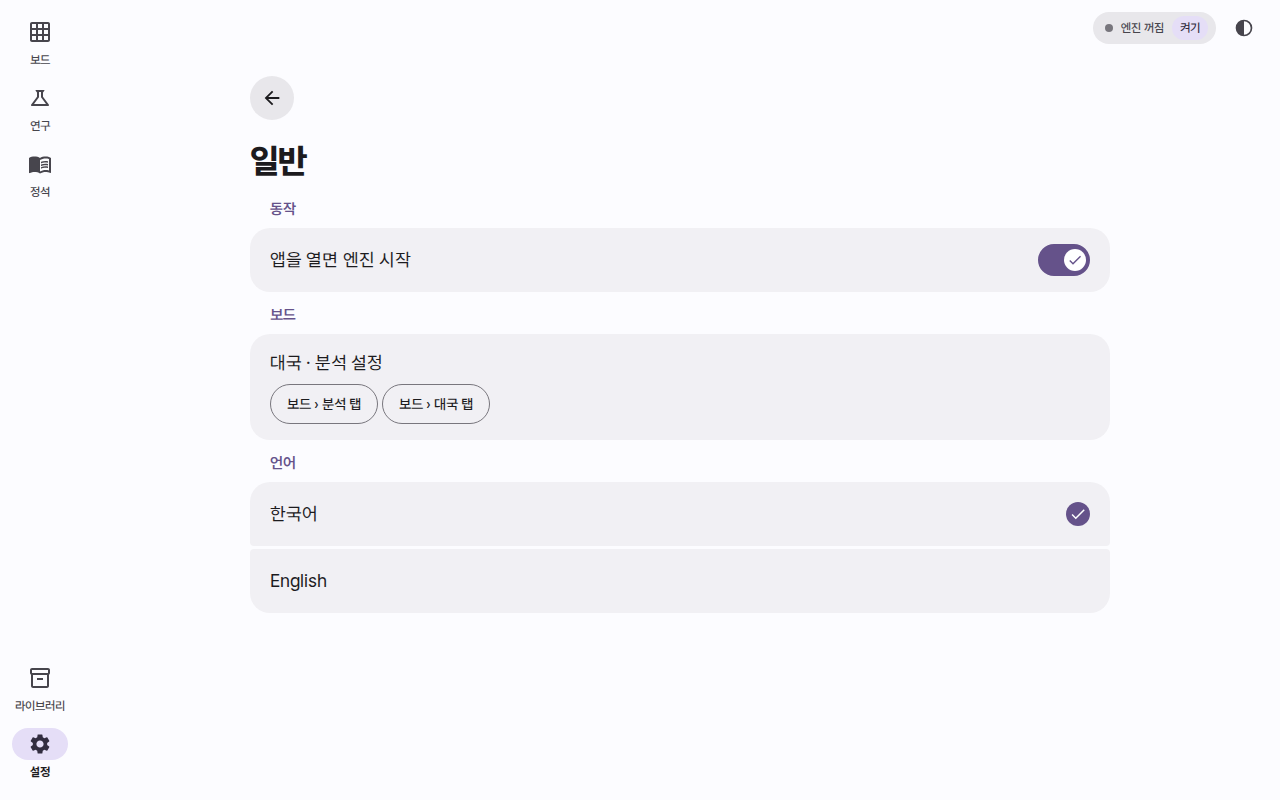 보드
연구
정석
라이브러리
설정
엔진 꺼짐 켜기
일반
동작
앱을 열면 엔진 시작
보드
대국 · 분석 설정
보드 › 분석 탭 보드 › 대국 탭
언어
한국어
English